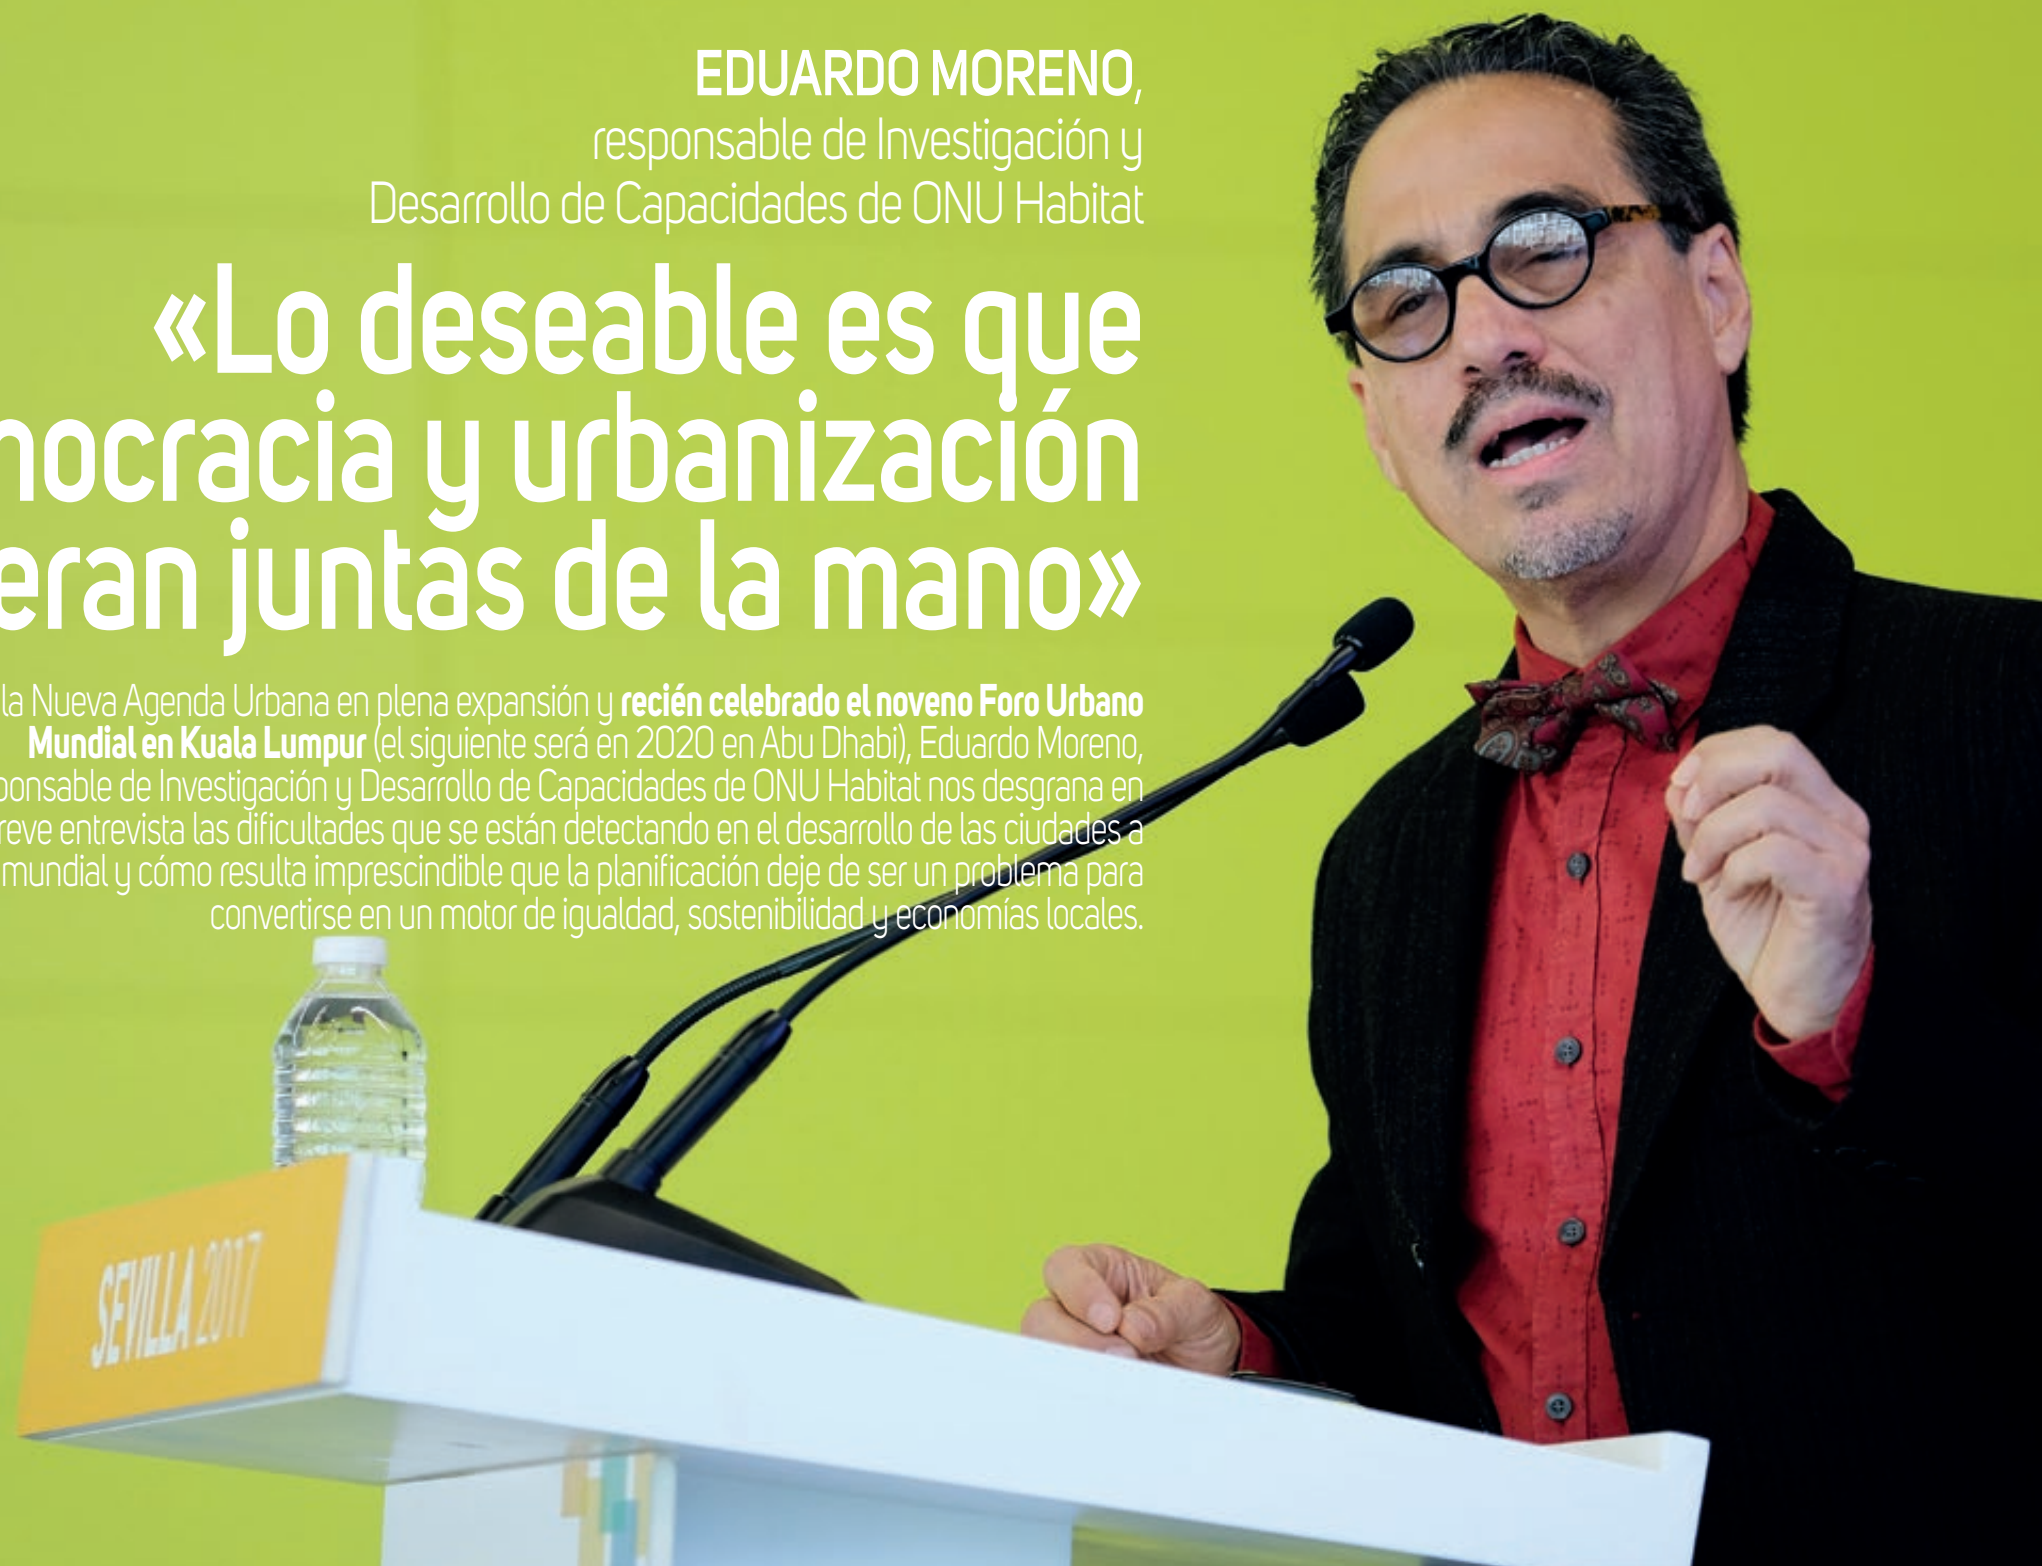 EDUARDO MORENO,
responsable de Investigación y
Desarrollo de Capacidades de ONU Habitat
«Lo deseable es que
nocracia y urbanización
eran juntas de la mano»
la Nueva Agenda Urbana en plena expansión y recién celebrado el noveno Foro Urbano
Mundial en Kuala Lumpur (el siguiente será en 2020 en Abu Dhabi), Eduardo Moreno,
ponsable de Investigación y Desarrollo de Capacidades de ONU Habitat nos desgrana en
reve entrevista las dificultades que se están detectando en el desarrollo de las ciudades a
mundial y cómo resulta imprescindible que la planificación deje de ser un problema para
convertirse en un motor de igualdad, sostenibilidad y economías locales.
SEVILLA 2017